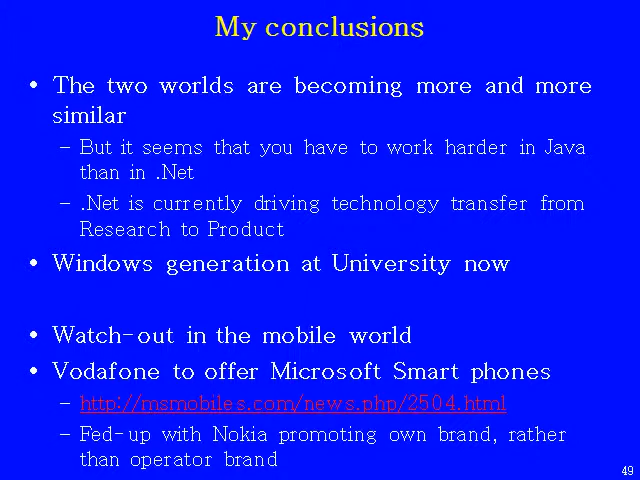 My conclusions
• The two worlds are becoming more and more
similar
– But it seems that you have to work harder in Java
than in .Net
– .Net is currently driving technology transfer from
Research to Product
• Windows generation at University now
• Watch-out in the mobile world
• Vodafone to offer Microsoft Smart phones
– http://msmobiles.com/news.php/2504.html
– Fed-up with Nokia promoting own brand, rather
than operator brand
49